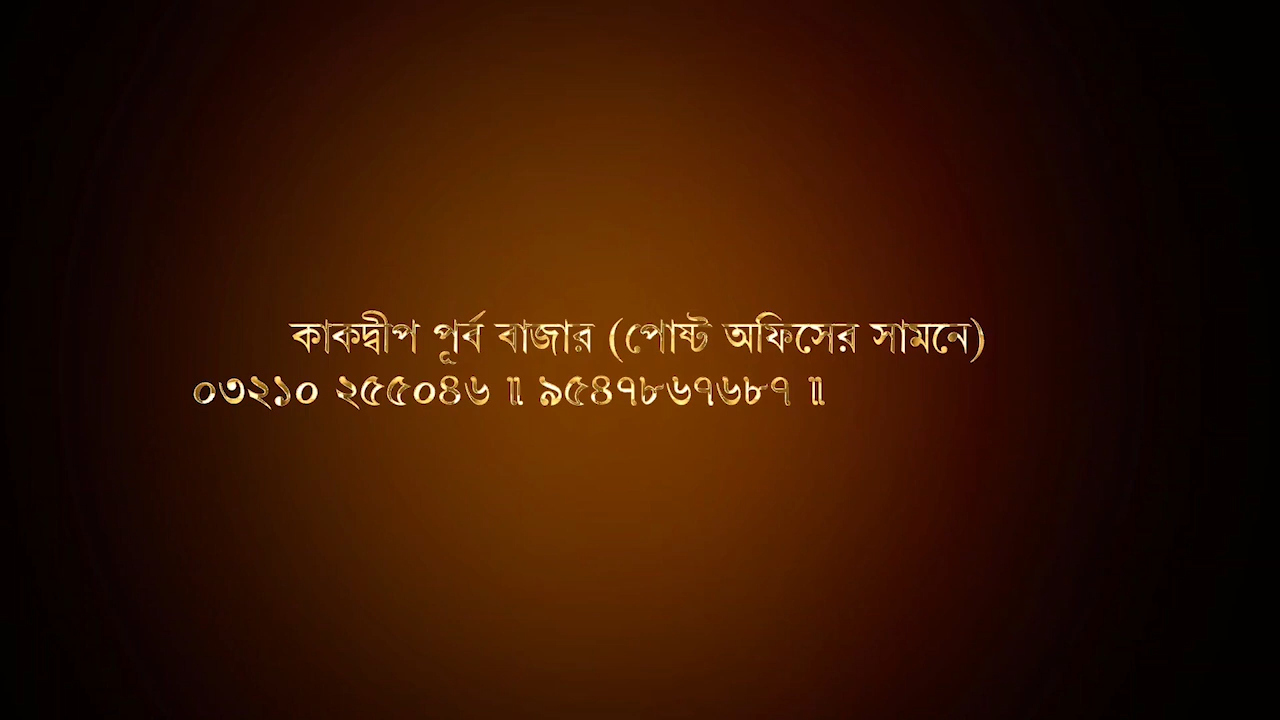 কাকদ্বীপ পূর্ব বাজার (পোষ্ট অফিসের সামনে)
০৩২১০ ২৫৫০৪৬ ॥ ৯৫৪৭৮৬৭৬৮৭ ॥